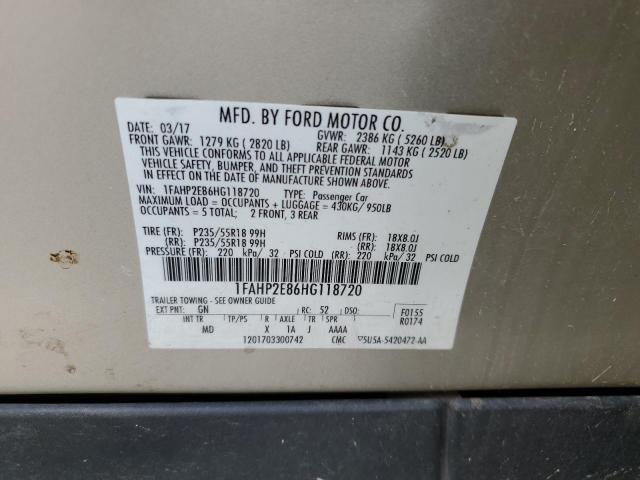 MFD. BY FORD MOTOR CO.
DATE: 03/17 GVWR: 2386 KG ( 5260 LB)
FRONT GAWR: 1279 KG ( 2820 LB) REAR GAWR: 1143 KG ( 2520 LB)
THIS VEHICLE CONFORMS TO ALL APPLICABLE FEDERAL MOTOR
VEHICLE SAFETY, BUMPER, AND THEFT PREVENTION STANDARDS IN
EFFECT ON THE DATE OF MANUFACTURE SHOWN ABOVE.
VIN: 1FAHP2E86HG118720 TYPE: Passenger Car
MAXIMUM LOAD = OCCUPANTS + LUGGAGE = 430KG/ 950LB
OCCUPANTS = 5 TOTAL; 2 FRONT, 3 REAR
TIRE (FR): P235/55R18 99H RIMS (FR): 18X8.0J
(RR): P235/55R18 99H (RR): 18X8.0J
PRESSURE (FR): 220 kPa/ 32 PSI COLD (RR): 220 kPa/ 32 PSI COLD
1FAHP2E86HG118720
TRAILER TOWING - SEE OWNER GUIDE
EXT PNT: GN RC: 52 DSO: F0155
INT TR TP/PS R AXLE TR SPR R0174
MD X 1A J AAAA
1201703300742 CMC ▽5U5A-5420472-AA